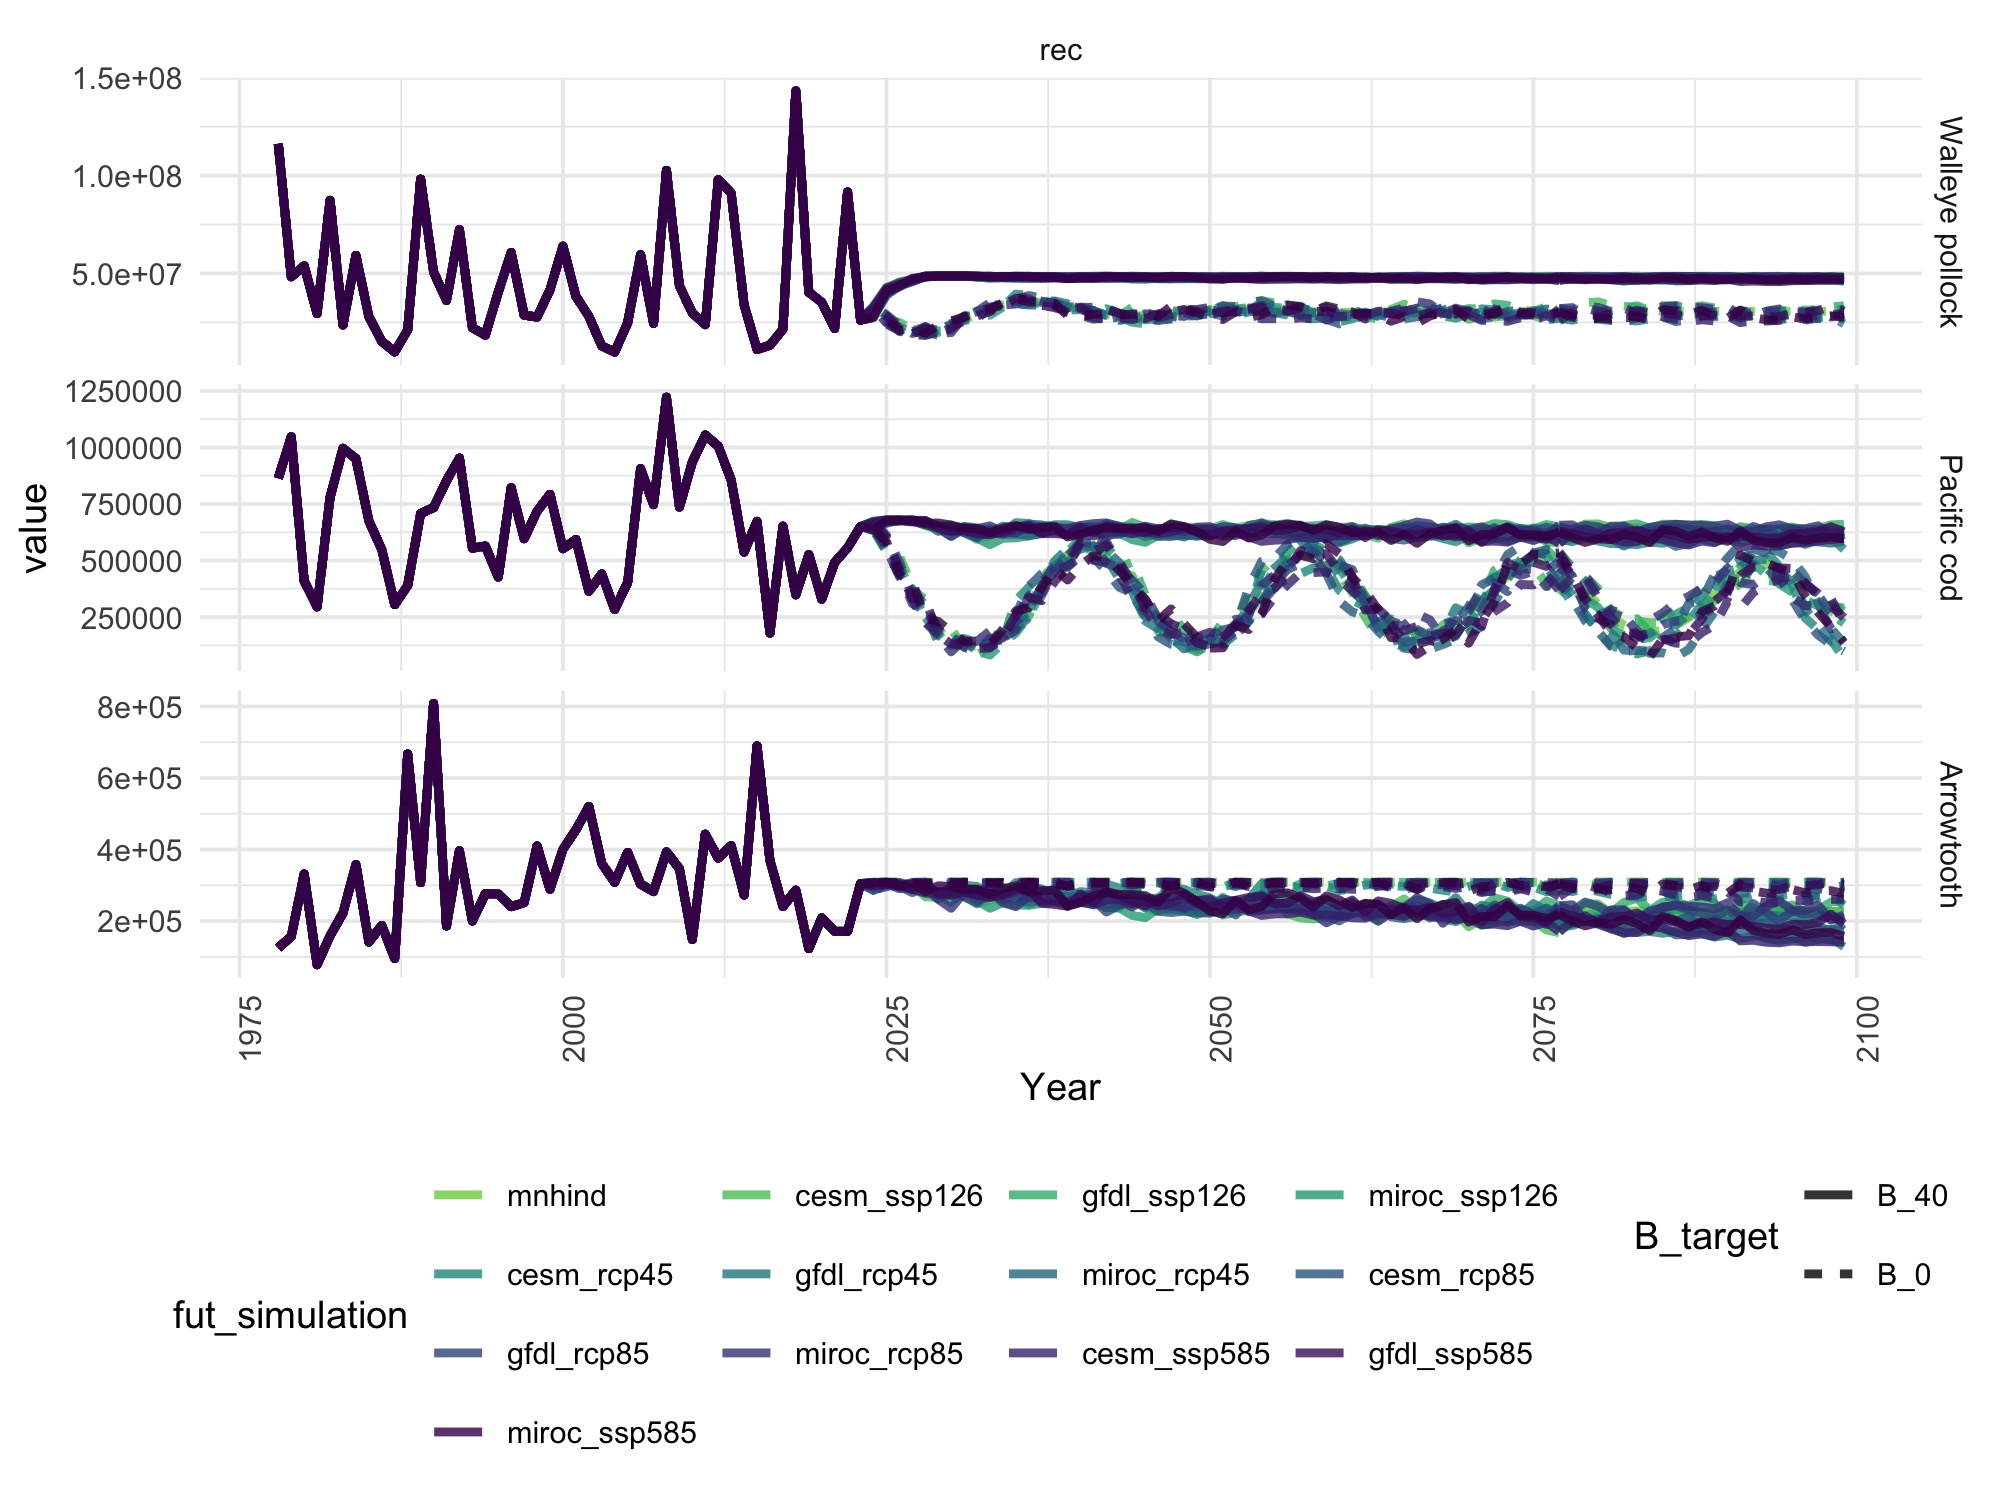 rec
1.5e+08
1.0e+08
5.0e+07
Walleye pollock
1250000
1000000
750000
500000
250000
Pacific cod
8e+05
6e+05
4e+05
2e+05
Arrowtooth
value
1975 2000 2025 2050 2075 2100
Year
fut_simulation
mnhind cesm_ssp126 gfdl_ssp126 miroc_ssp126
cesm_rcp45 gfdl_rcp45 miroc_rcp45 cesm_rcp85
gfdl_rcp85 miroc_rcp85 cesm_ssp585 gfdl_ssp585
miroc_ssp585
B_target
B_40
B_0